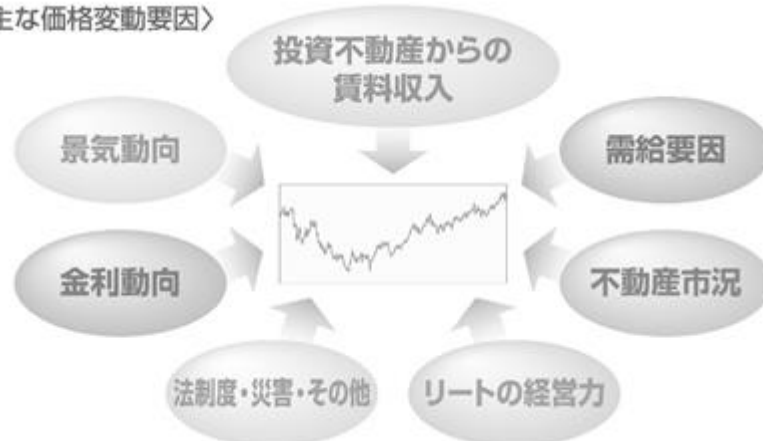 主な価格変動要因〉
投資不動産からの
賃料収入
景気動向
需給要因
金利動向
不動産市況
法制度・災害・その他
リートの経営力